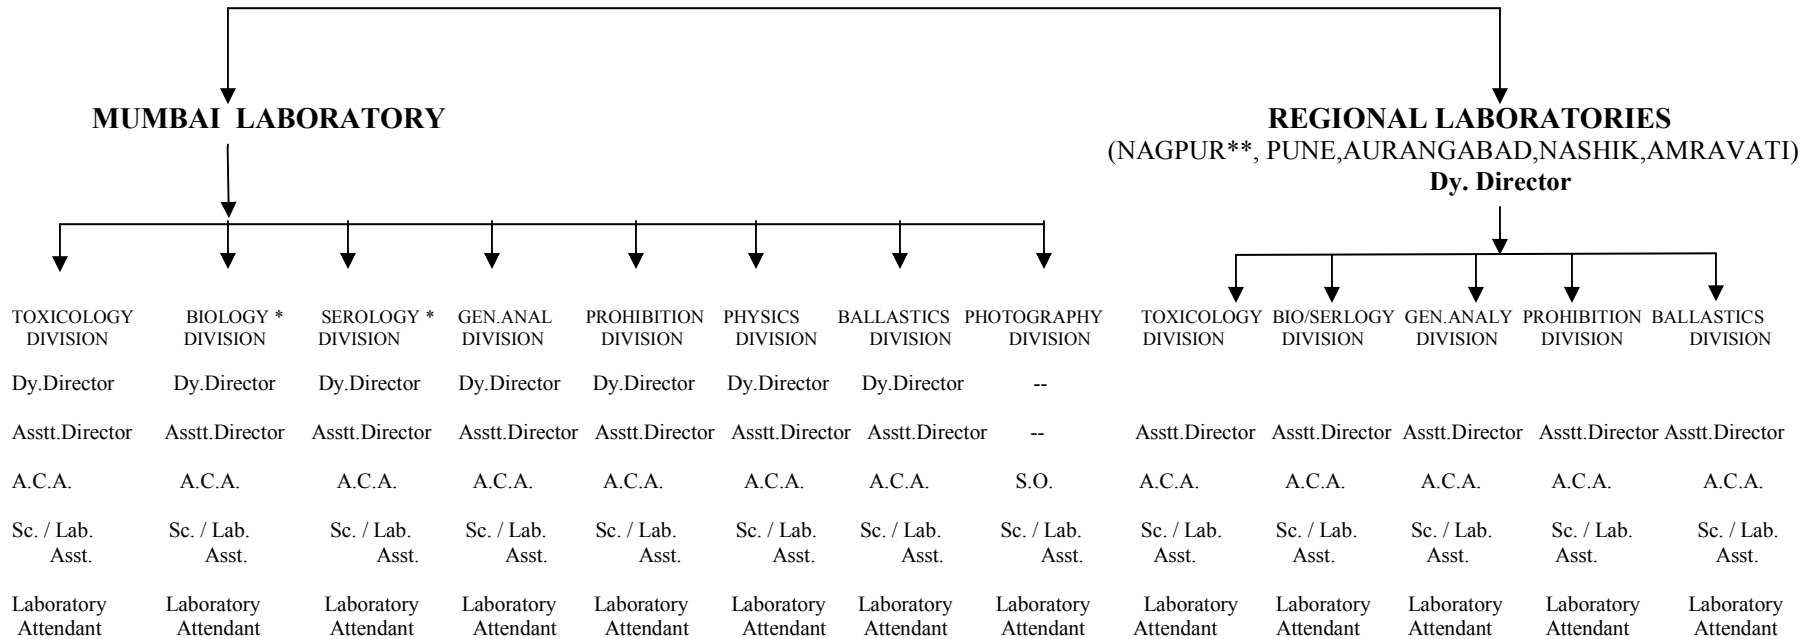 MUMBAI LABORATORY
REGIONAL LABORATORIES
(NAGPUR**, PUNE,AURANGABAD,NASHIK,AMRAVATI)
Dy. Director
TOXICOLOGY BIOLOGY * SEROLOGY * GEN.ANAL PROHIBITION PHYSICS BALLASTICS PHOTOGRAPHY TOXICOLOGY BIO/SERLOGY GEN.ANALY PROHIBITION BALLASTICS
DIVISION DIVISION DIVISION DIVISION DIVISION DIVISION DIVISION DIVISION DIVISION DIVISION DIVISION DIVISION DIVISION
Dy.Director Dy.Director Dy.Director Dy.Director Dy.Director Dy.Director Dy.Director --
Asstt.Director Asstt.Director Asstt.Director Asstt.Director Asstt.Director Asstt.Director Asstt.Director -- Asstt.Director Asstt.Director Asstt.Director Asstt.Director Asstt.Director
A.C.A. A.C.A. A.C.A. A.C.A. A.C.A. A.C.A. A.C.A. S.O. A.C.A. A.C.A. A.C.A. A.C.A. A.C.A.
Sc. / Lab. Sc. / Lab. Sc. / Lab. Sc. / Lab. Sc. / Lab. Sc. / Lab. Sc. / Lab. Sc. / Lab. Sc. / Lab. Sc. / Lab. Sc. / Lab. Sc. / Lab. Sc. / Lab.
Asst. Asst. Asst. Asst. Asst. Asst. Asst. Asst. Asst. Asst. Asst. Asst. Asst.
Laboratory Laboratory Laboratory Laboratory Laboratory Laboratory Laboratory Laboratory Laboratory Laboratory Laboratory Laboratory Laboratory
Attendant Attendant Attendant Attendant Attendant Attendant Attendant Attendant Attendant Attendant Attendant Attendant Attendant